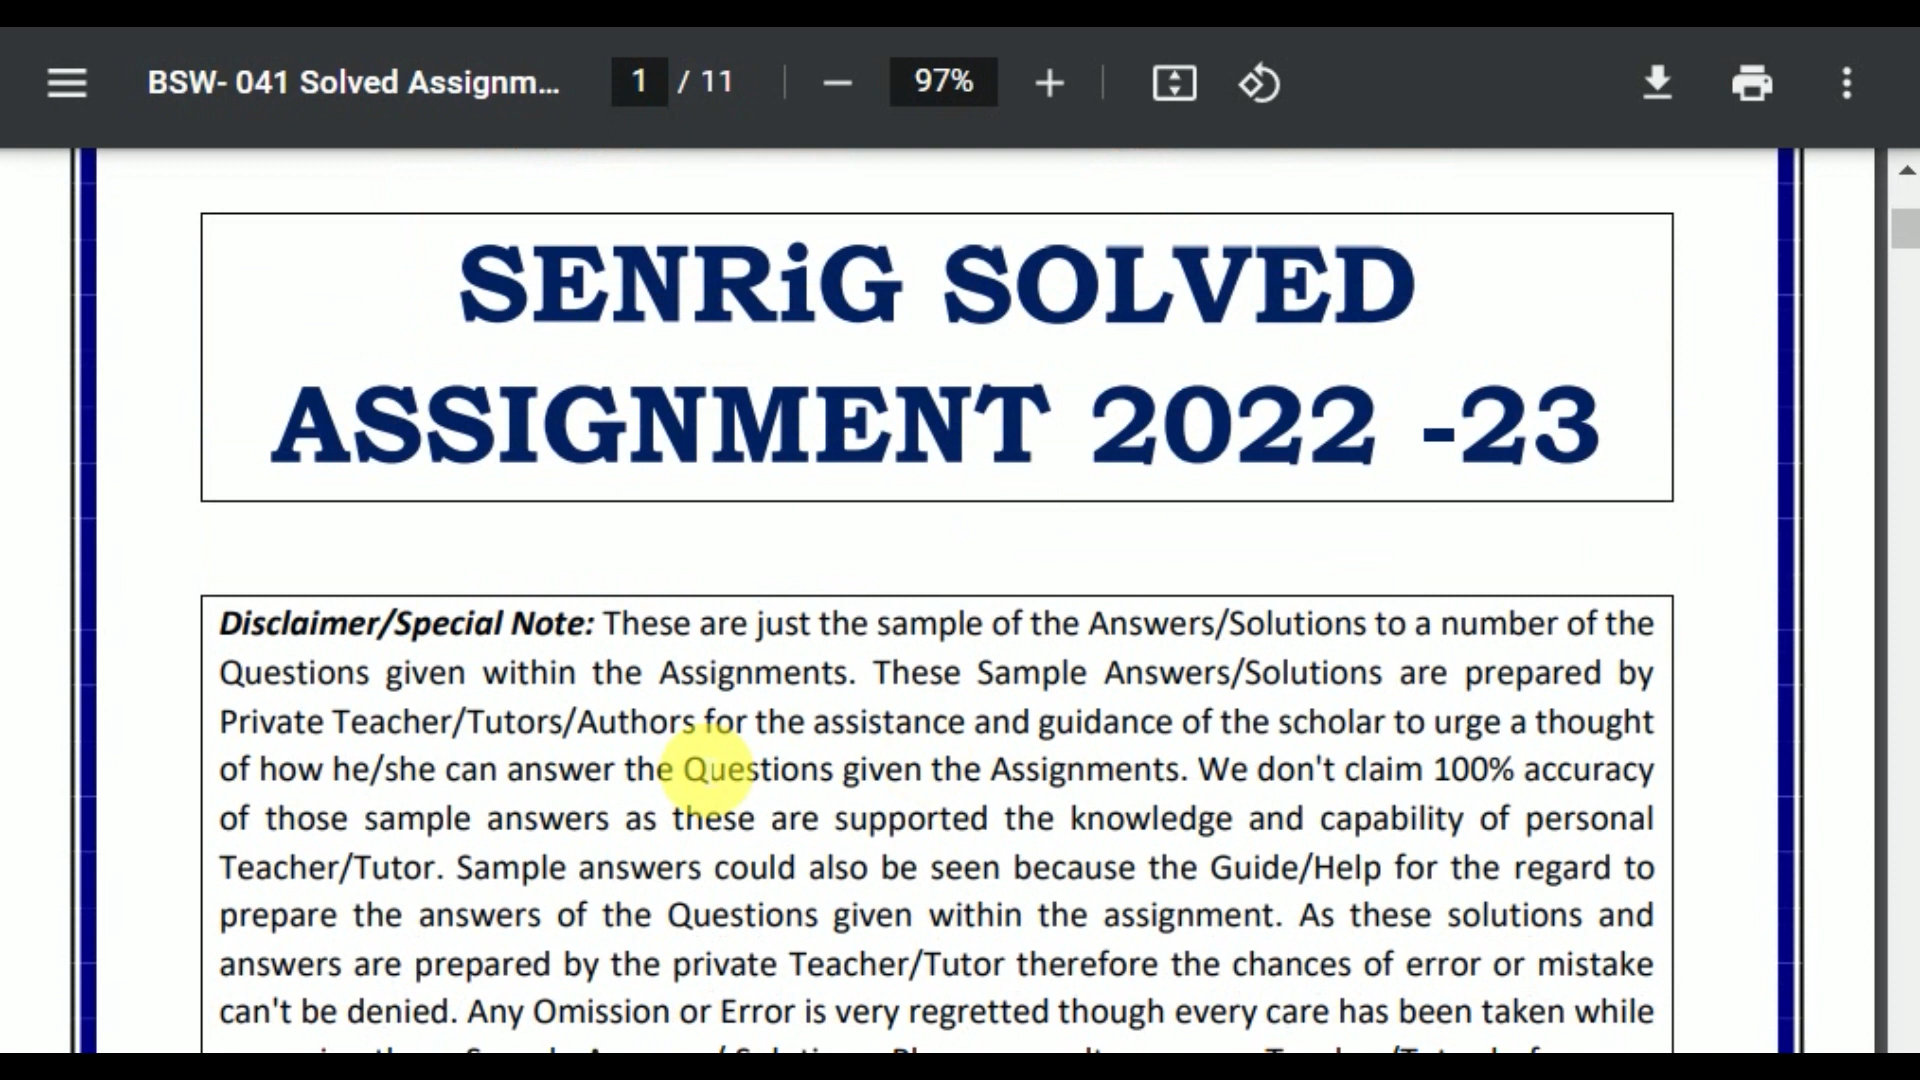 BSW- 041 Solved Assignm... 1 / 11 97%
SENRiG SOLVED
ASSIGNMENT 2022 -23
Disclaimer/Special Note: These are just the sample of the Answers/Solutions to a number of the
Questions given within the Assignments. These Sample Answers/Solutions are prepared by
Private Teacher/Tutors/Authors for the assistance and guidance of the scholar to urge a thought
of how he/she can answer the Questions given the Assignments. We don't claim 100% accuracy
of those sample answers as these are supported the knowledge and capability of personal
Teacher/Tutor. Sample answers could also be seen because the Guide/Help for the regard to
prepare the answers of the Questions given within the assignment. As these solutions and
answers are prepared by the private Teacher/Tutor therefore the chances of error or mistake
can't be denied. Any Omission or Error is very regretted though every care has been taken while